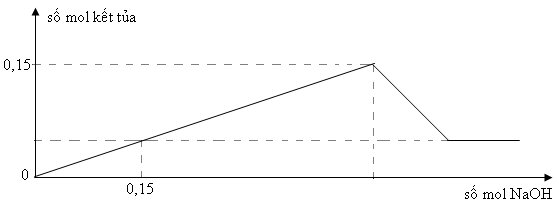 số mol kết tủa
0,15
0
0,15
số mol NaOH